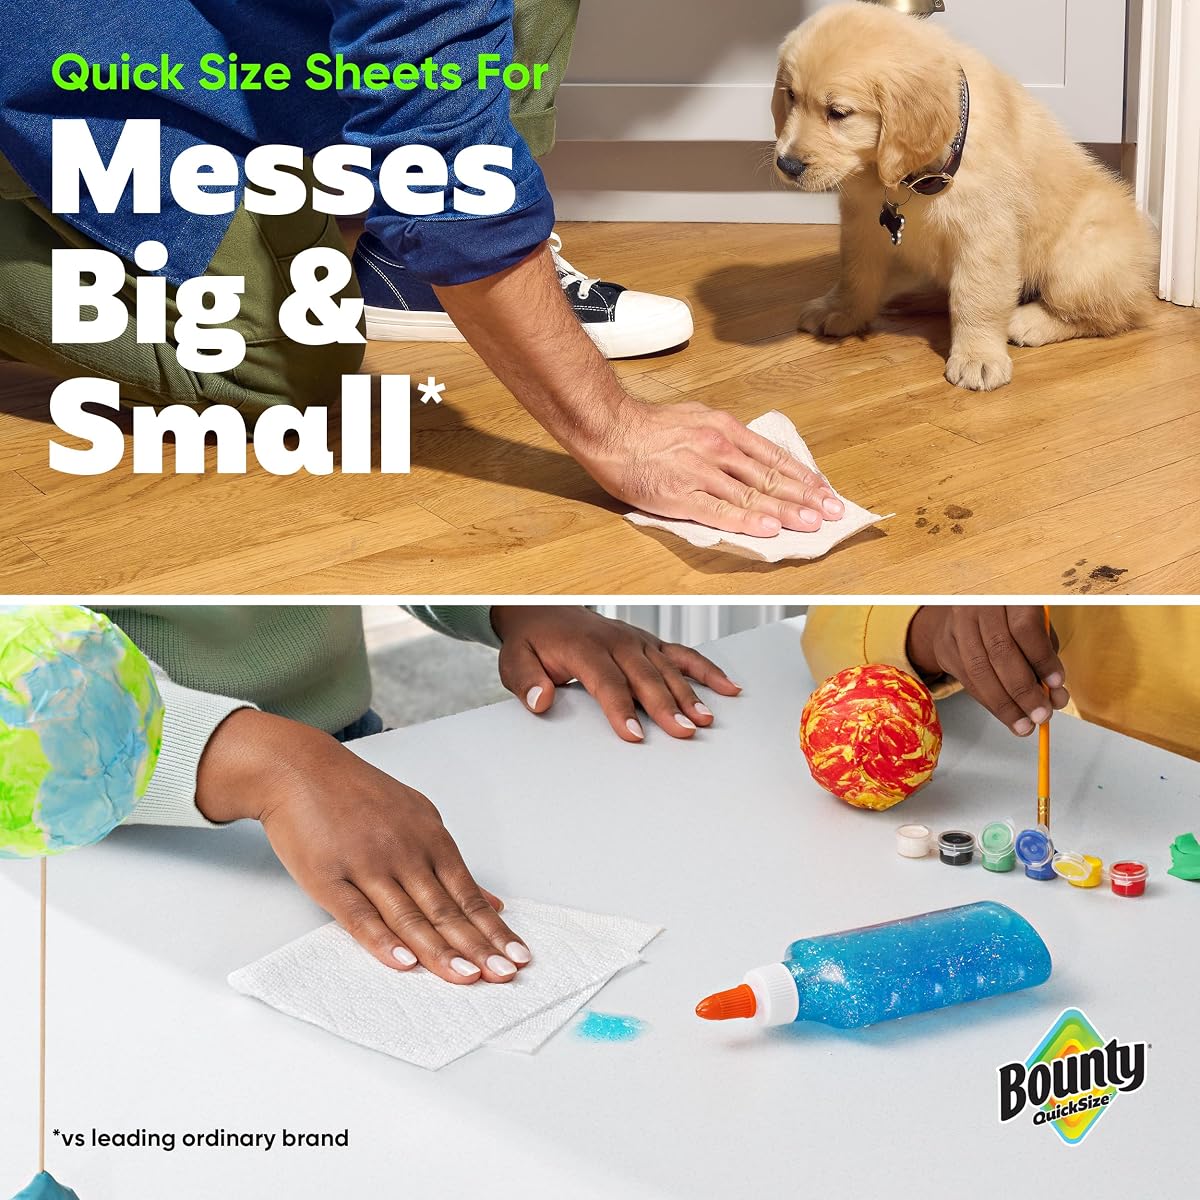 Quick Size Sheets For
Messes
Big &
Small*
Bounty
QuickSize
*vs leading ordinary brand